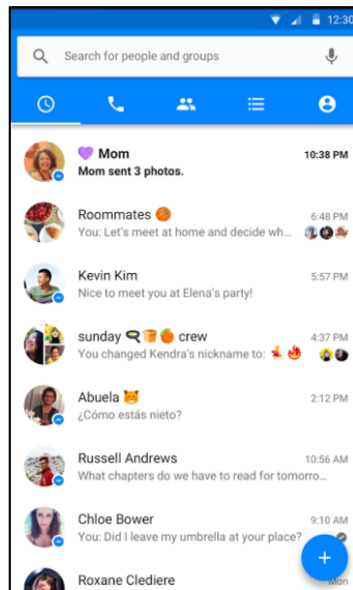 12:30
Search for people and groups
💜 Mom 10:38 PM
Mom sent 3 photos.
Roommates 🏀 6:48 PM
You: Let's meet at home and decide wh...
Kevin Kim 5:57 PM
Nice to meet you at Elena's party!
sunday 🍳🍞🍊 crew 4:37 PM
You changed Kendra's nickname to: 💃🔥
Abuela 🐱 2:12 PM
¿Cómo estás nieto?
Russell Andrews 10:56 AM
What chapters do we have to read for tomorro...
Chloe Bower 9:10 AM
You: Did I leave my umbrella at your place?
Roxane Clediere Mon